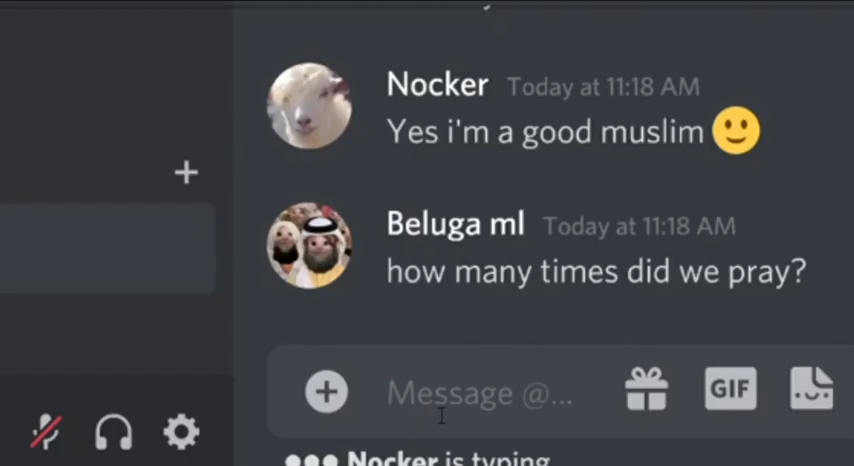 Nocker Today at 11:18 AM
Yes i'm a good muslim 🙂
Beluga ml Today at 11:18 AM
how many times did we pray?
Message @...
GIF
Nocker is typing